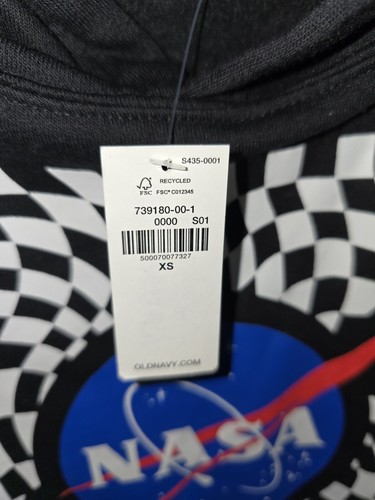 S435-0001
RECYCLED
FSC® C012345
FSC
739180-00-1
0000 S01
500070077327
XS
OLDNAVY.COM
NASA